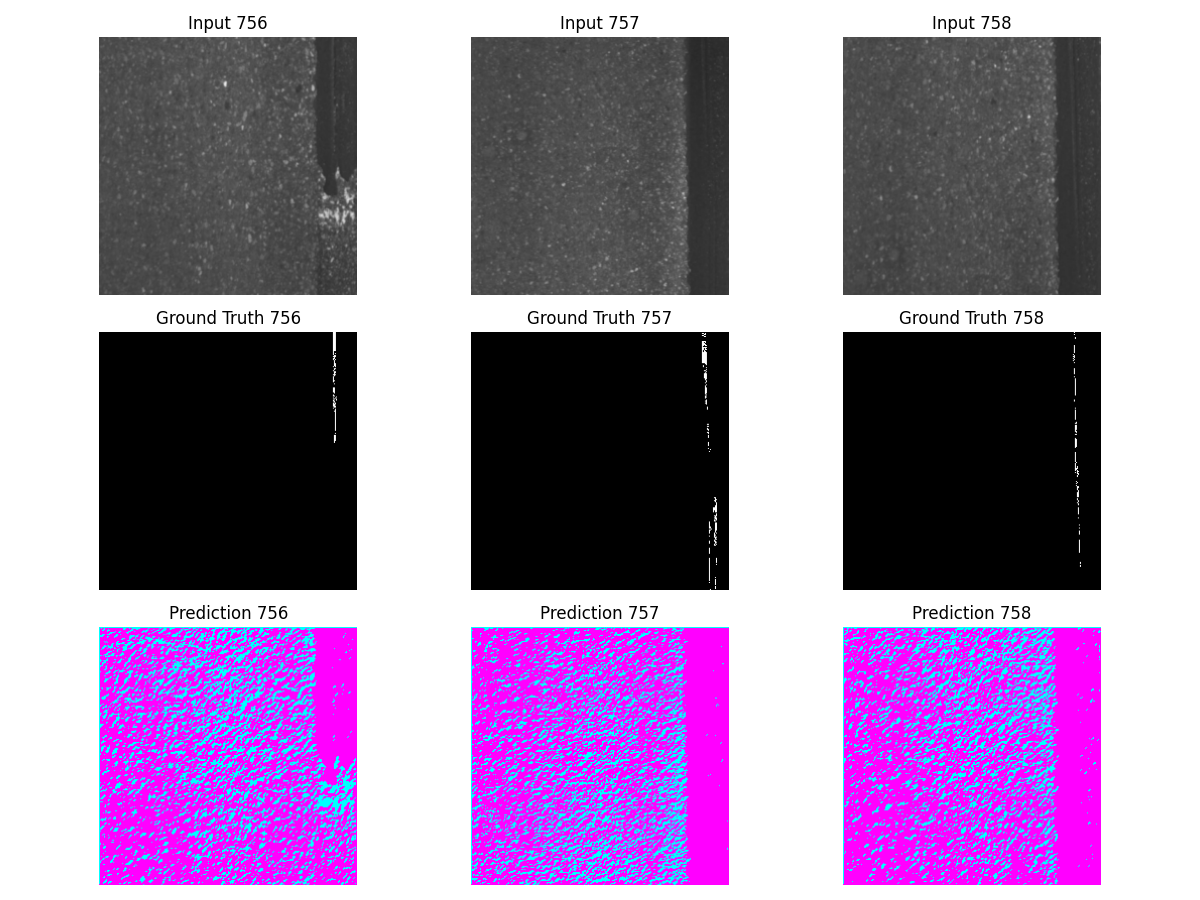 Input 756
Input 757
Input 758
Ground Truth 756
Ground Truth 757
Ground Truth 758
Prediction 756
Prediction 757
Prediction 758